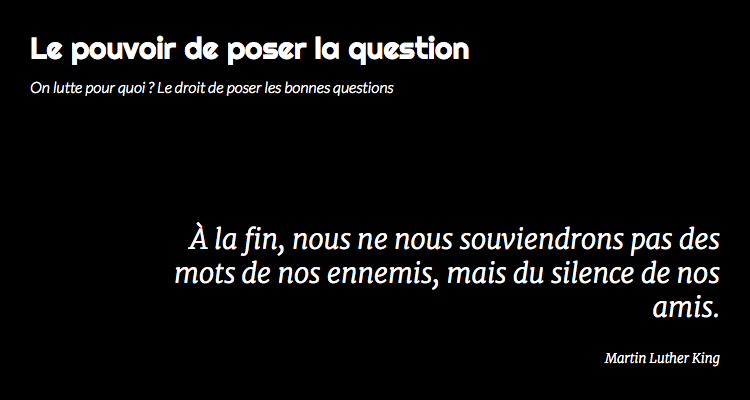 Le pouvoir de poser la question
On lutte pour quoi ? Le droit de poser les bonnes questions
À la fin, nous ne nous souviendrons pas des
mots de nos ennemis, mais du silence de nos
amis.
Martin Luther King